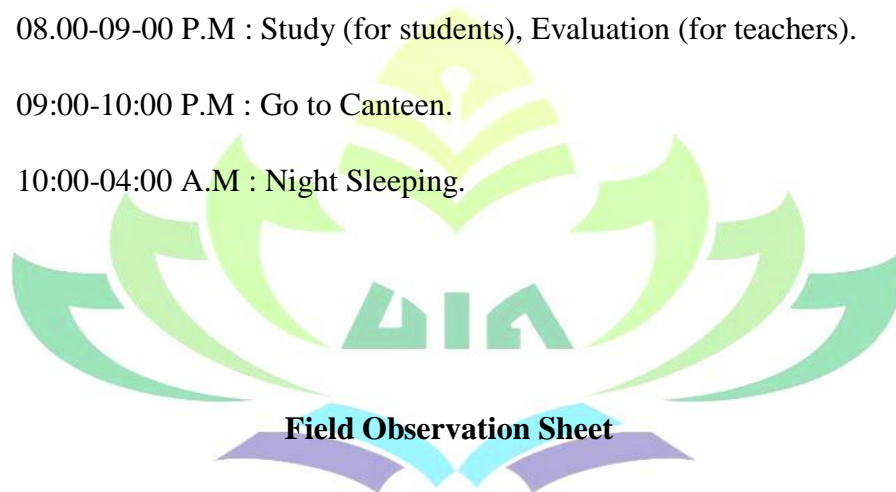 08.00-09-00 P.M : Study (for students), Evaluation (for teachers).
09:00-10:00 P.M : Go to Canteen.
10:00-04:00 A.M : Night Sleeping.
Field Observation Sheet